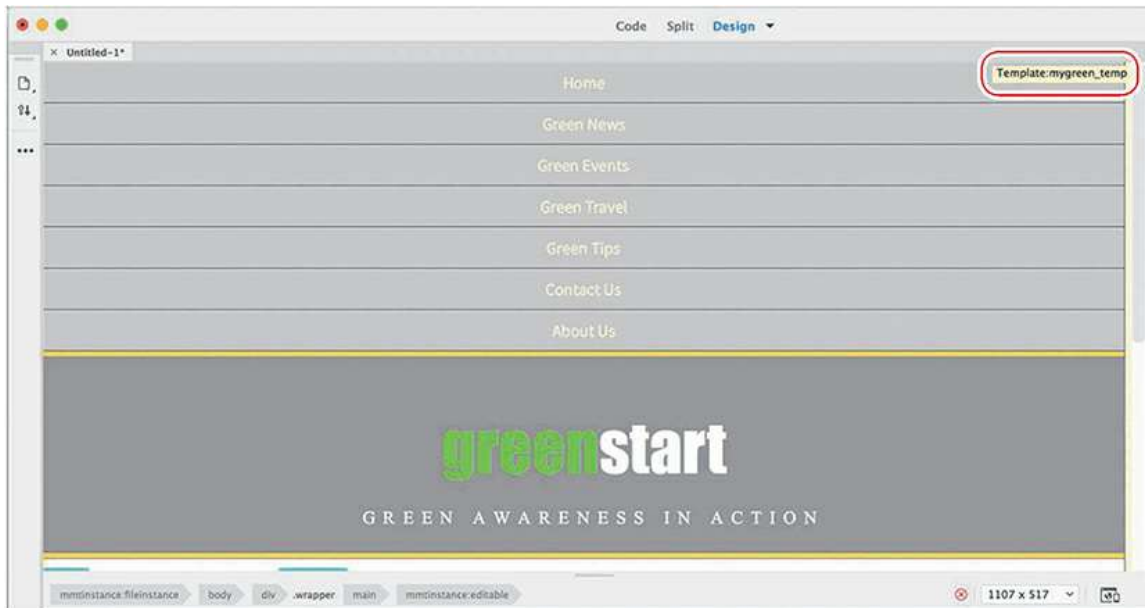 Code Split Design
× Untitled-1*
Template:mygreen_temp
Home
Green News
Green Events
Green Travel
Green Tips
Contact Us
About Us
greenstart
GREEN AWARENESS IN ACTION
mmtinstance:fileinstance body div .wrapper main mmtinstance:editable 1107 x 517